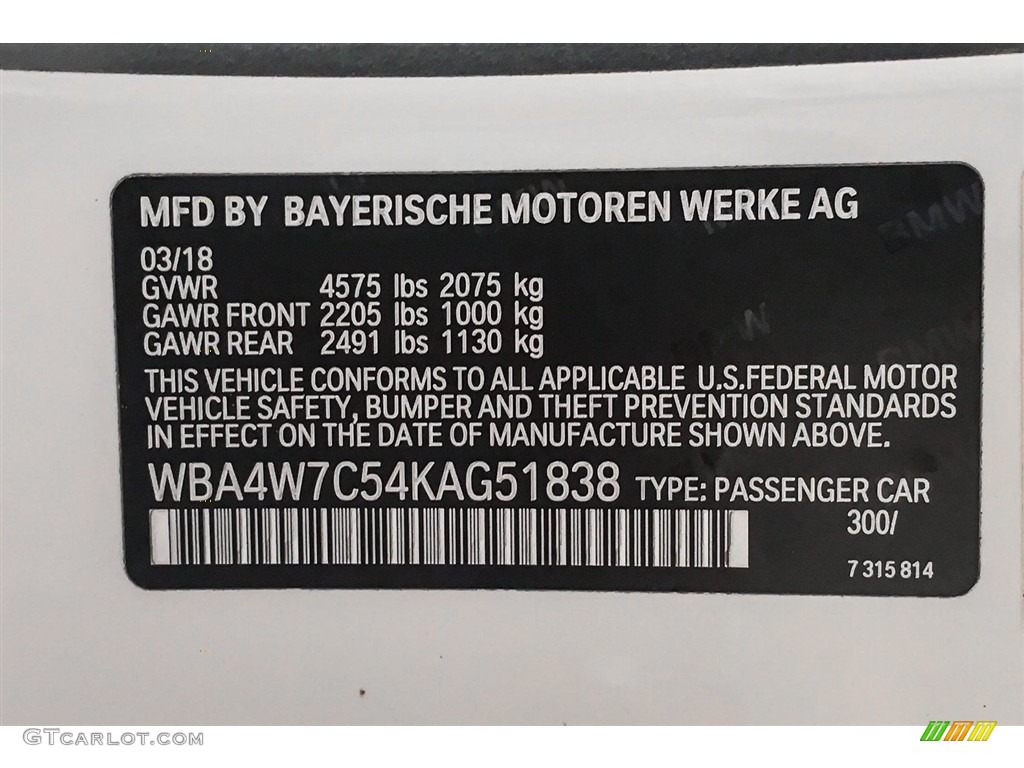 MFD BY BAYERISCHE MOTOREN WERKE AG
03/18
GVWR 4575 lbs 2075 kg
GAWR FRONT 2205 lbs 1000 kg
GAWR REAR 2491 lbs 1130 kg
THIS VEHICLE CONFORMS TO ALL APPLICABLE U.S.FEDERAL MOTOR
VEHICLE SAFETY, BUMPER AND THEFT PREVENTION STANDARDS
IN EFFECT ON THE DATE OF MANUFACTURE SHOWN ABOVE.
WBA4W7C54KAG51838 TYPE: PASSENGER CAR
300/
7 315 814
BMW
GTCARLOT.COM